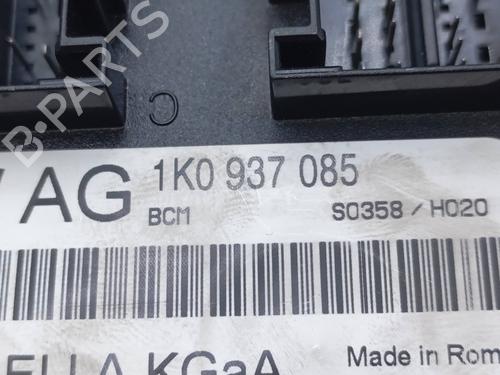 B-PARTS
C
AG 1K0 937 085
BCM S0358 / H020
KGaA Made in Rom